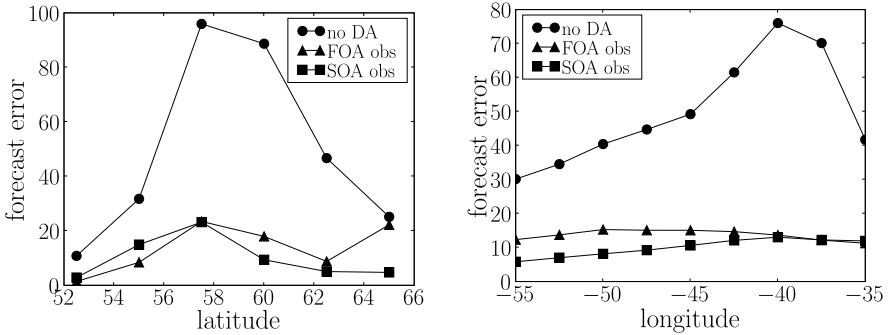 100
80
60
40
20
0
forecast error
52 54 56 58 60 62 64 66
latitude
no DA
FOA obs
SOA obs
80
70
60
50
40
30
20
10
0
forecast error
−55 −50 −45 −40 −35
longitude
no DA
FOA obs
SOA obs